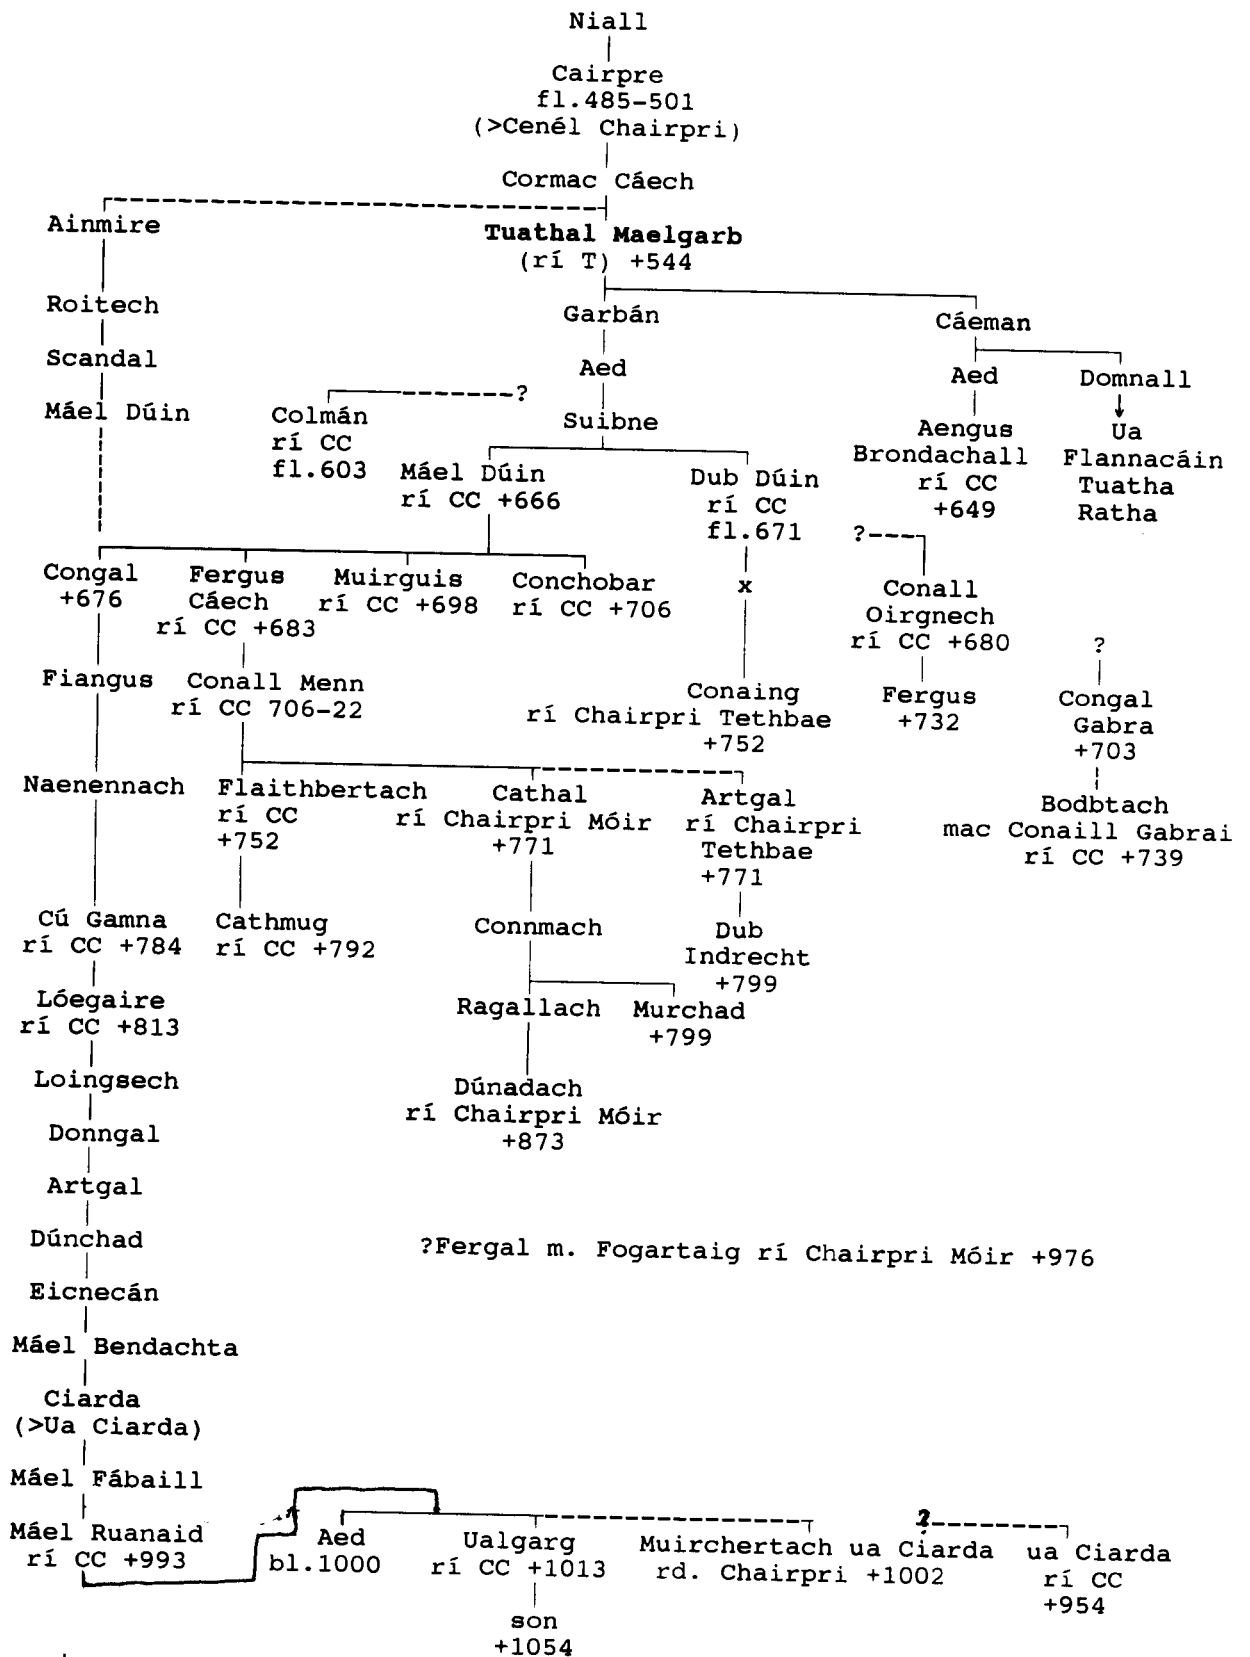 Niall
Cairpre
fl.485-501
(>Cenél Chairpri)
Cormac Cáech
Ainmire
Tuathal Maelgarb
(rí T) +544
Roitech
Garbán
Cáeman
Scandal
Aed
Aed
Domnall
Máel Dúin
Colmán
rí CC
fl.603
?
Suibne
Aengus
Brondachall
rí CC
+649
Ua
Flannacáin
Tuatha
Ratha
Máel Dúin
rí CC +666
Dub Dúin
rí CC
fl.671
?
Congal
+676
Fergus
Cáech
rí CC +683
Muirguis
rí CC +698
Conchobar
rí CC +706
x
Conall
Oirgnech
rí CC +680
?
Fiangus
Conall Menn
rí CC 706-22
Conaing
rí Chairpri Tethbae
+752
Fergus
+732
Congal
Gabra
+703
Naenennach
Flaithbertach
rí CC
+752
Cathal
rí Chairpri Móir
+771
Artgal
rí Chairpri
Tethbae
+771
Bodbtach
mac Conaill Gabrai
rí CC +739
Cú Gamna
rí CC +784
Cathmug
rí CC +792
Connmach
Dub
Indrecht
+799
Lóegaire
rí CC +813
Ragallach
Murchad
+799
Loingsech
Dúnadach
rí Chairpri Móir
+873
Donngal
Artgal
Dúnchad
?Fergal m. Fogartaig rí Chairpri Móir +976
Eicnecán
Máel Bendachta
Ciarda
(>Ua Ciarda)
Máel Fábaill
Máel Ruanaid
rí CC +993
Aed
bl.1000
Ualgarg
rí CC +1013
Muirchertach ua Ciarda
rd. Chairpri +1002
?
ua Ciarda
rí CC
+954
son
+1054